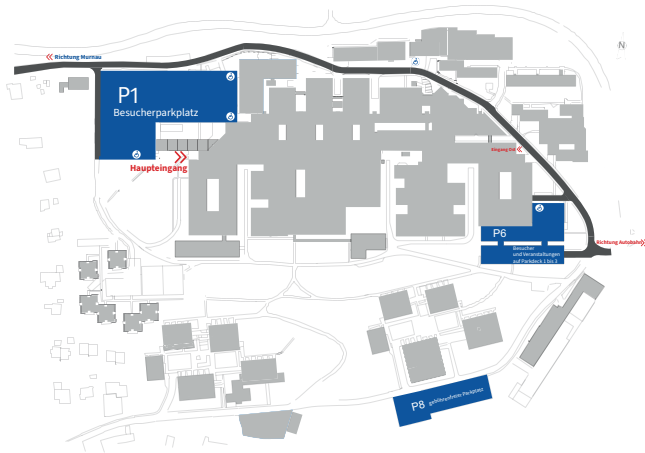 Richtung Murnau
N
P1
Besucherparkplatz
Haupteingang
Eingang Ost
P6
Besucher
und Veranstaltungen
auf Parkdeck 1 bis 3
Richtung Autobahn
P8 gebührenfreier Parkplatz